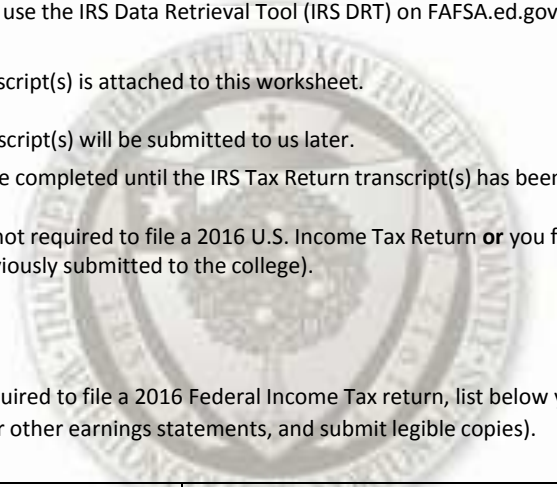 use the IRS Data Retrieval Tool (IRS DRT) on FAFSA.ed.gov
script(s) is attached to this worksheet.
script(s) will be submitted to us later.
e completed until the IRS Tax Return transcript(s) has been
not required to file a 2016 U.S. Income Tax Return or you f
viously submitted to the college).
uired to file a 2016 Federal Income Tax return, list below
r other earnings statements, and submit legible copies).